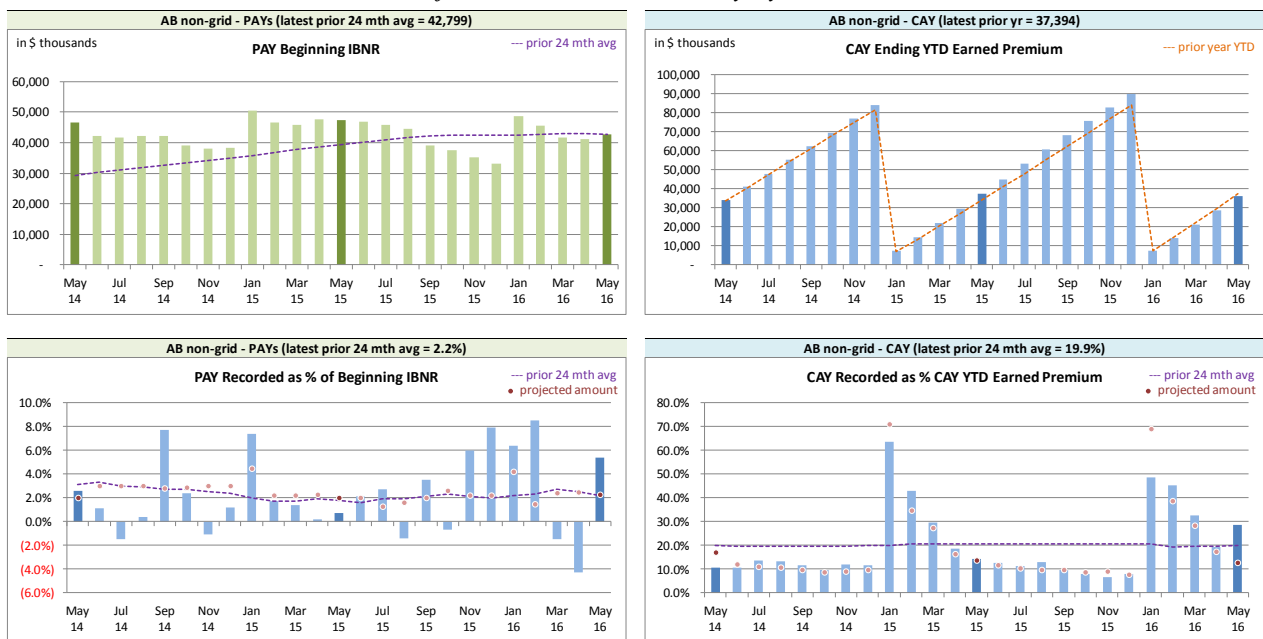 AB non-grid - PAYs (latest prior 24 mth avg = 42,799)
in $ thousands
PAY Beginning IBNR
--- prior 24 mth avg
60,000
50,000
40,000
30,000
20,000
10,000
-
May Jul Sep Nov Jan Mar May Jul Sep Nov Jan Mar May
14 14 14 14 15 15 15 15 15 15 16 16 16
AB non-grid - CAY (latest prior yr = 37,394)
in $ thousands
CAY Ending YTD Earned Premium
--- prior year YTD
100,000
90,000
80,000
70,000
60,000
50,000
40,000
30,000
20,000
10,000
-
May Jul Sep Nov Jan Mar May Jul Sep Nov Jan Mar May
14 14 14 14 15 15 15 15 15 15 16 16 16
AB non-grid - PAYs (latest prior 24 mth avg = 2.2%)
PAY Recorded as % of Beginning IBNR
--- prior 24 mth avg
projected amount
10.0%
8.0%
6.0%
4.0%
2.0%
0.0%
(2.0%)
(4.0%)
(6.0%)
May Jul Sep Nov Jan Mar May Jul Sep Nov Jan Mar May
14 14 14 14 15 15 15 15 15 15 16 16 16
AB non-grid - CAY (latest prior 24 mth avg = 19.9%)
CAY Recorded as % CAY YTD Earned Premium
--- prior 24 mth avg
projected amount
80.0%
70.0%
60.0%
50.0%
40.0%
30.0%
20.0%
10.0%
0.0%
May Jul Sep Nov Jan Mar May Jul Sep Nov Jan Mar May
14 14 14 14 15 15 15 15 15 15 16 16 16